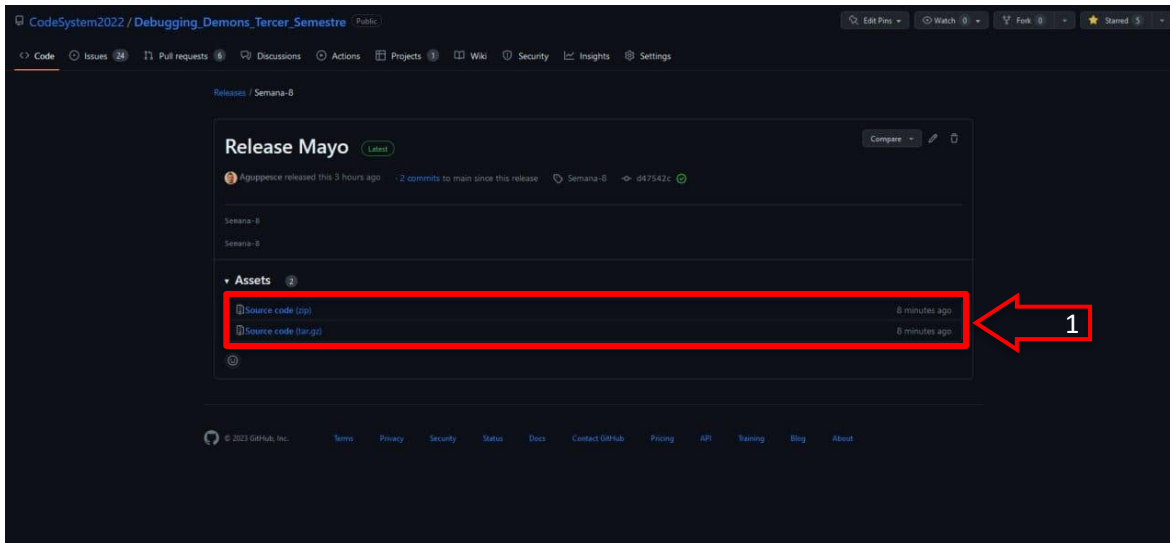 CodeSystem2022 / Debugging_Demons_Tercer_Semestre Public Edit Pins Watch 0 Fork 0 Starred 5
Code Issues 24 Pull requests 6 Discussions Actions Projects 1 Wiki Security Insights Settings
Releases / Semana-8
Release Mayo Latest Compare
Aguppesce released this 3 hours ago · 2 commits to main since this release Semana-8 d47542c
Semana-8
Semana-8
Assets 2
Source code (zip) 8 minutes ago
Source code (tar.gz) 8 minutes ago
1
© 2023 GitHub, Inc. Terms Privacy Security Status Docs Contact GitHub Pricing API Training Blog About